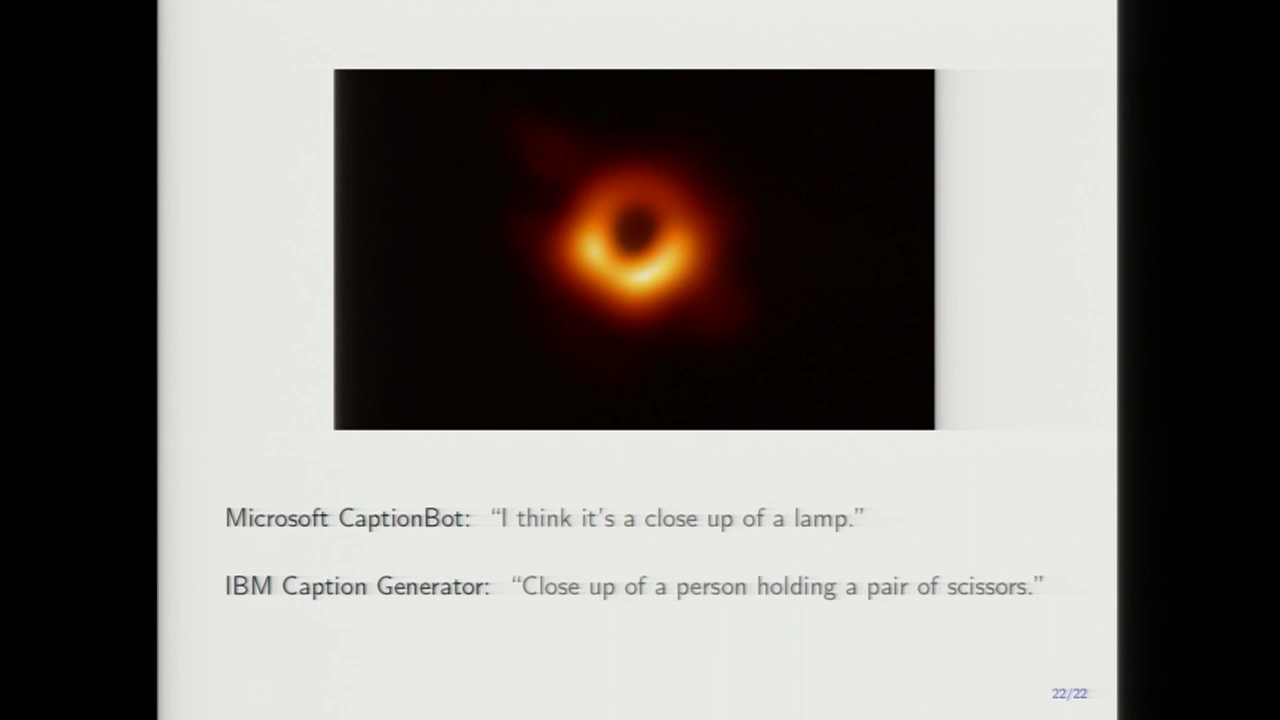 Microsoft CaptionBot: “I think it's a close up of a lamp.”
IBM Caption Generator: “Close up of a person holding a pair of scissors.”
22/22